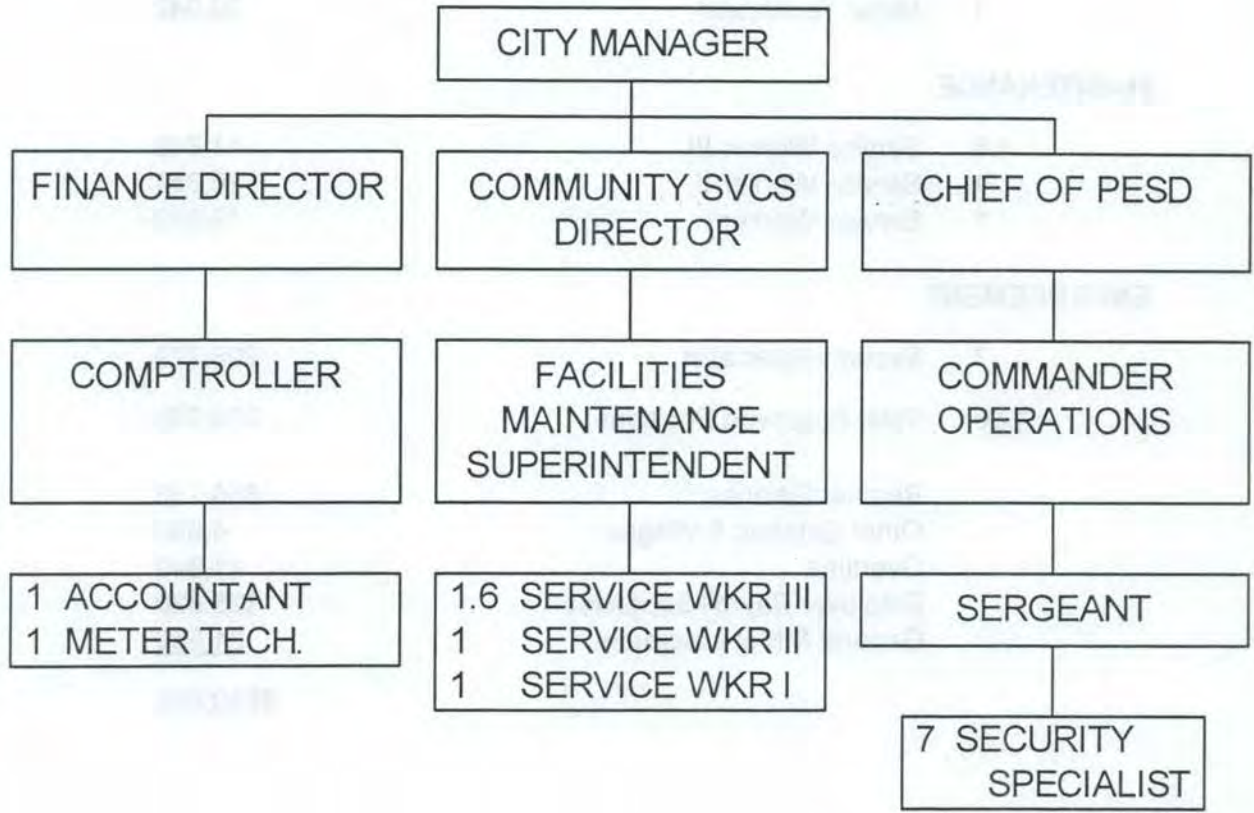 CITY MANAGER
FINANCE DIRECTOR
COMMUNITY SVCS
DIRECTOR
CHIEF OF PESD
COMPTROLLER
FACILITIES
MAINTENANCE
SUPERINTENDENT
COMMANDER
OPERATIONS
1 ACCOUNTANT
1 METER TECH.
1.6 SERVICE WKR III
1 SERVICE WKR II
1 SERVICE WKR I
SERGEANT
7 SECURITY
SPECIALIST